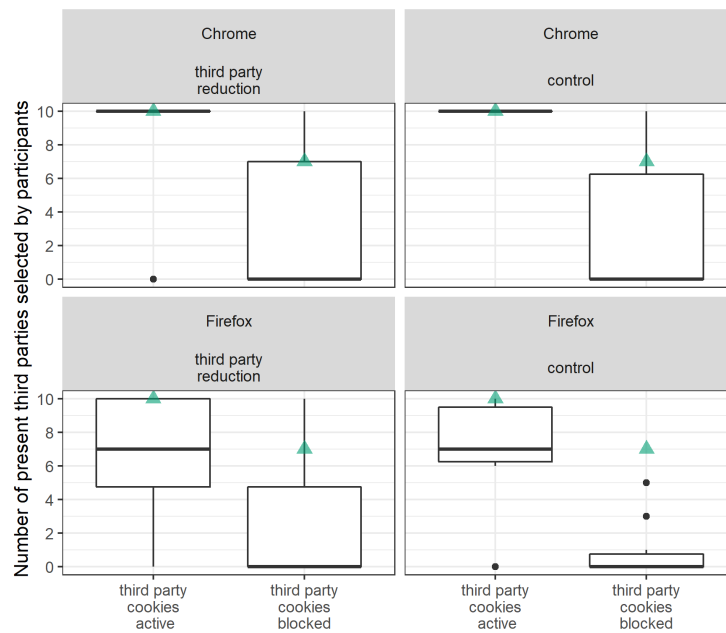 Number of present third parties selected by participants
Chrome
third party
reduction
Chrome
control
10
8
6
4
2
0
Firefox
third party
reduction
Firefox
control
10
8
6
4
2
0
third party
cookies
active
third party
cookies
blocked
third party
cookies
active
third party
cookies
blocked